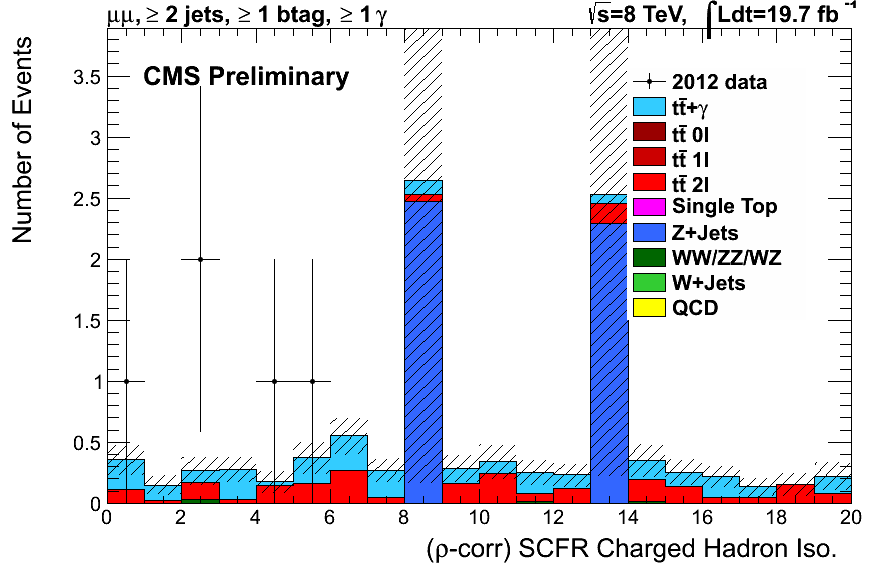 μμ, ≥ 2 jets, ≥ 1 btag, ≥ 1 γ
√s=8 TeV, ∫Ldt=19.7 fb⁻¹
CMS Preliminary
Number of Events
3.5
3
2.5
2
1.5
1
0.5
0
2012 data
tt̄+γ
tt̄ 0l
tt̄ 1l
tt̄ 2l
Single Top
Z+Jets
WW/ZZ/WZ
W+Jets
QCD
0 2 4 6 8 10 12 14 16 18 20
(ρ-corr) SCFR Charged Hadron Iso.